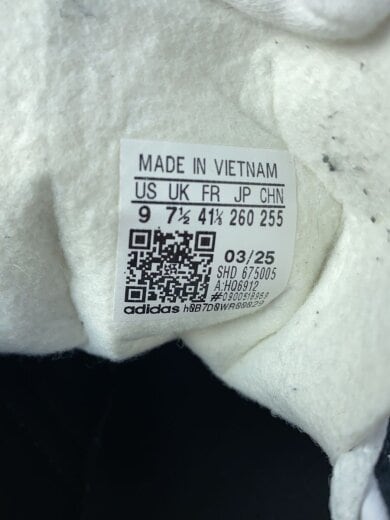 MADE IN VIETNAM
US UK FR JP CHN
9 7½ 41⅓ 260 255
03/25
SHD 675005
A:HQ6912
adidas